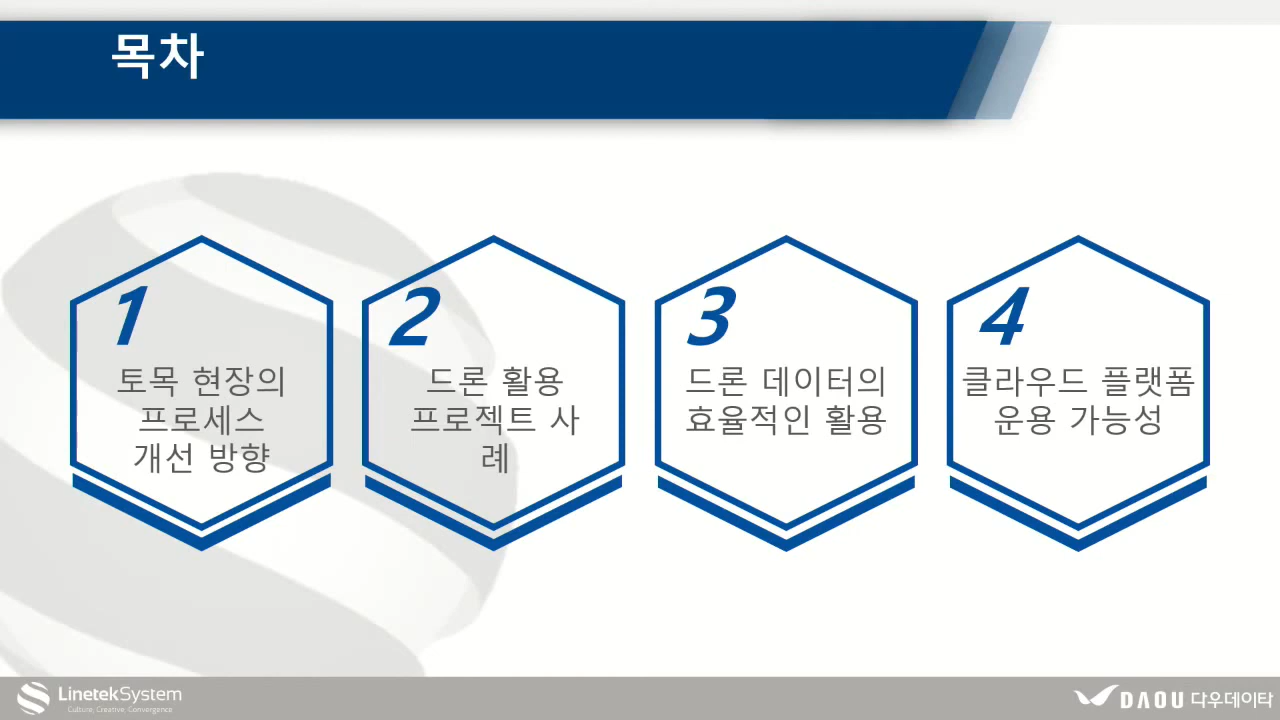 목차
1
토목 현장의
프로세스
개선 방향
2
드론 활용
프로젝트 사
례
3
드론 데이터의
효율적인 활용
4
클라우드 플랫폼
운용 가능성
LinetekSystem
Culture, Creative Convergence
DAOU 다우데이타